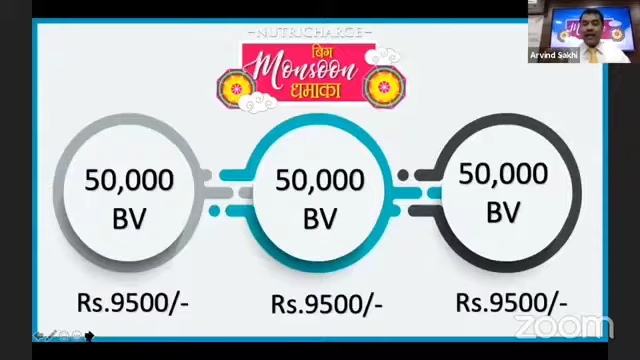 -NUTRICHARGE-
बिग
Monsoon
धमाका
Arvind Sakhi
50,000
BV
50,000
BV
50,000
BV
Rs.9500/-
Rs.9500/-
Rs.9500/-
zoom